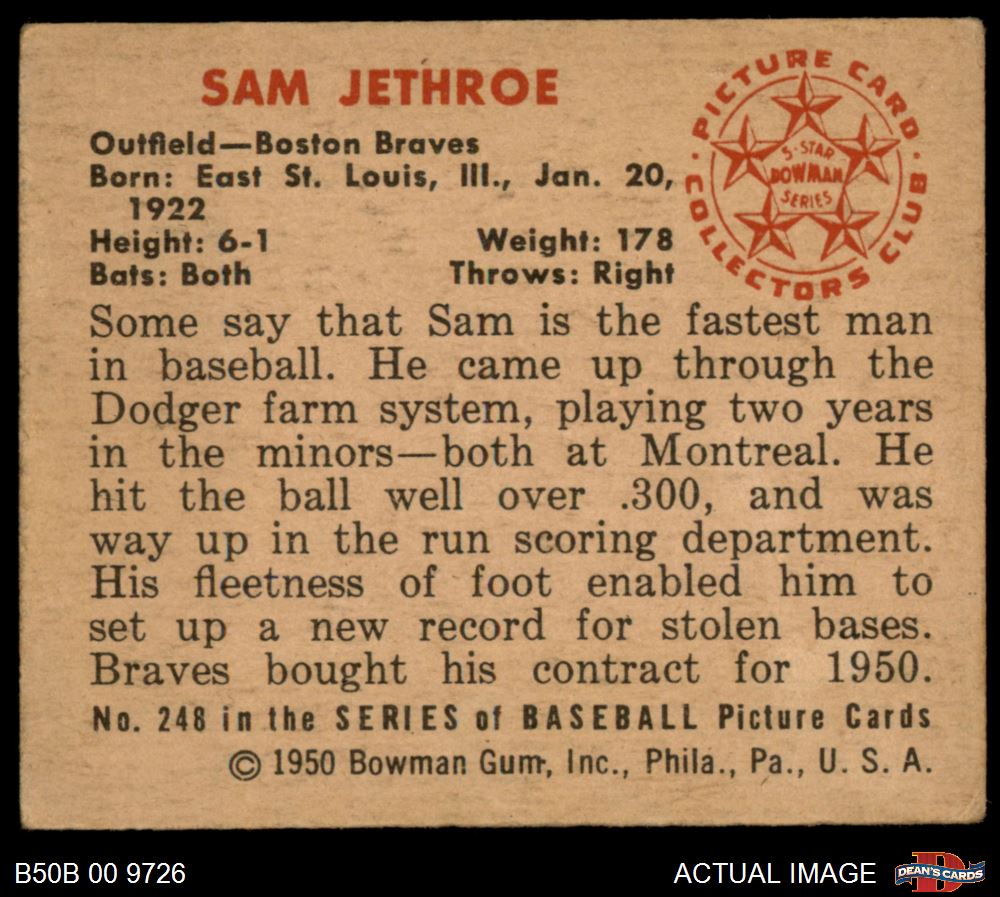 SAM JETHROE
Outfield—Boston Braves
Born: East St. Louis, Ill., Jan. 20,
1922
Height: 6-1 Weight: 178
Bats: Both Throws: Right
PICTURE CARD
COLLECTORS CLUB
5-STAR
BOWMAN
SERIES
Some say that Sam is the fastest man
in baseball. He came up through the
Dodger farm system, playing two years
in the minors—both at Montreal. He
hit the ball well over .300, and was
way up in the run scoring department.
His fleetness of foot enabled him to
set up a new record for stolen bases.
Braves bought his contract for 1950.
No. 248 in the SERIES of BASEBALL Picture Cards
© 1950 Bowman Gum, Inc., Phila., Pa., U. S. A.
B50B 00 9726 ACTUAL IMAGE
D
DEAN'S CARDS